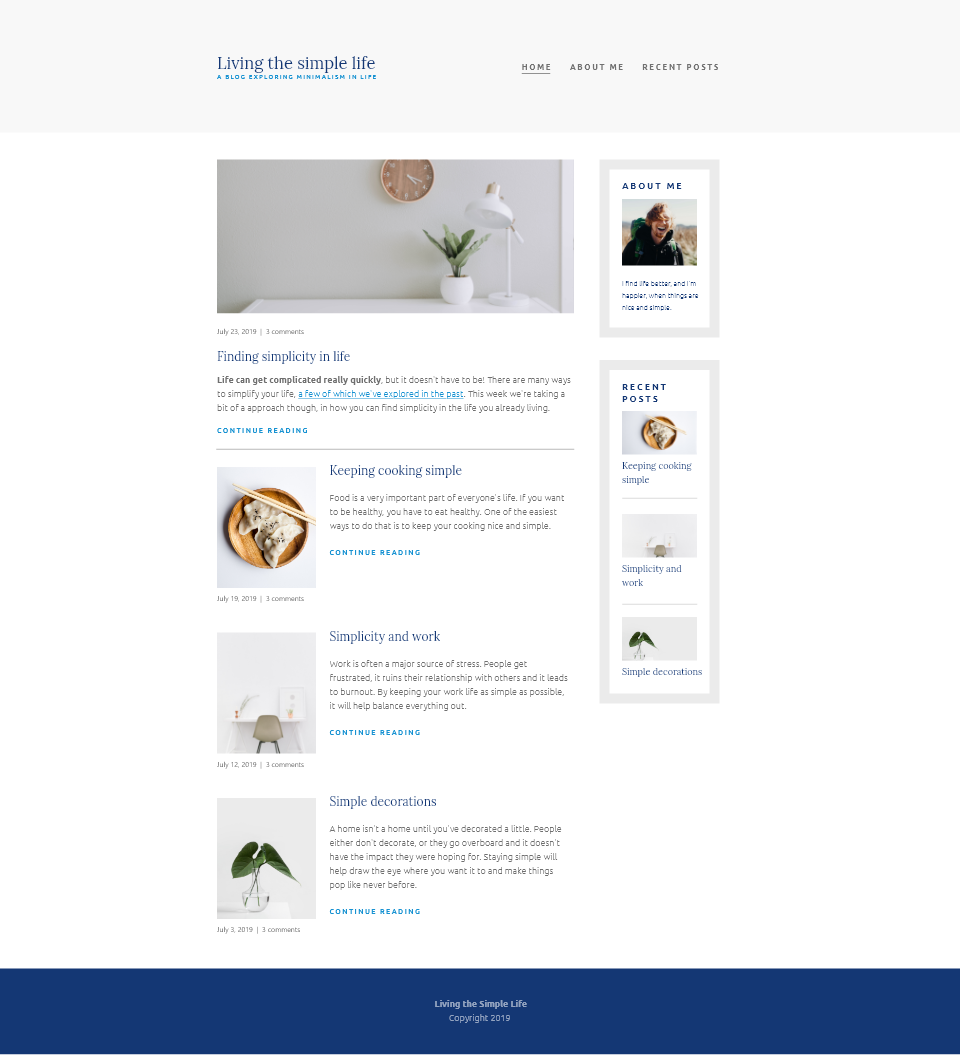 Living the simple life
A BLOG EXPLORING MINIMALISM IN LIFE
HOME ABOUT ME RECENT POSTS
July 23, 2019 | 3 comments
Finding simplicity in life
Life can get complicated really quickly, but it doesn't have to be! There are many ways
to simplify your life, a few of which we've explored in the past. This week we're taking a
bit of a approach though, in how you can find simplicity in the life you already living.
CONTINUE READING
Keeping cooking simple
Food is a very important part of everyone's life. If you want
to be healthy, you have to eat healthy. One of the easiest
ways to do that is to keep your cooking nice and simple.
CONTINUE READING
July 19, 2019 | 3 comments
Simplicity and work
Work is often a major source of stress. People get
frustrated, it ruins their relationship with others and it leads
to burnout. By keeping your work life as simple as possible,
it will help balance everything out.
CONTINUE READING
July 12, 2019 | 3 comments
Simple decorations
A home isn't a home until you've decorated a little. People
either don't decorate, or they go overboard and it doesn't
have the impact they were hoping for. Staying simple will
help draw the eye where you want it to and make things
pop like never before.
CONTINUE READING
July 3, 2019 | 3 comments
ABOUT ME
I find life better, and I'm
happier, when things are
nice and simple.
RECENT
POSTS
Keeping cooking
simple
Simplicity and
work
Simple decorations
Living the Simple Life
Copyright 2019